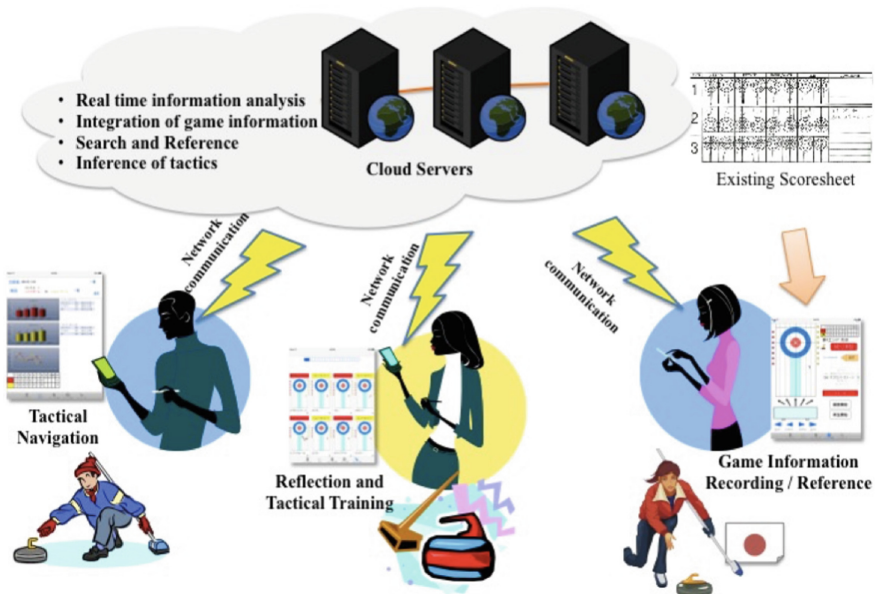 • Real time information analysis
• Integration of game information
• Search and Reference
• Inference of tactics
Cloud Servers
1
2
3
Existing Scoresheet
Network
communication
Network
communication
Network
communication
Tactical
Navigation
Reflection and
Tactical Training
Game Information
Recording / Reference